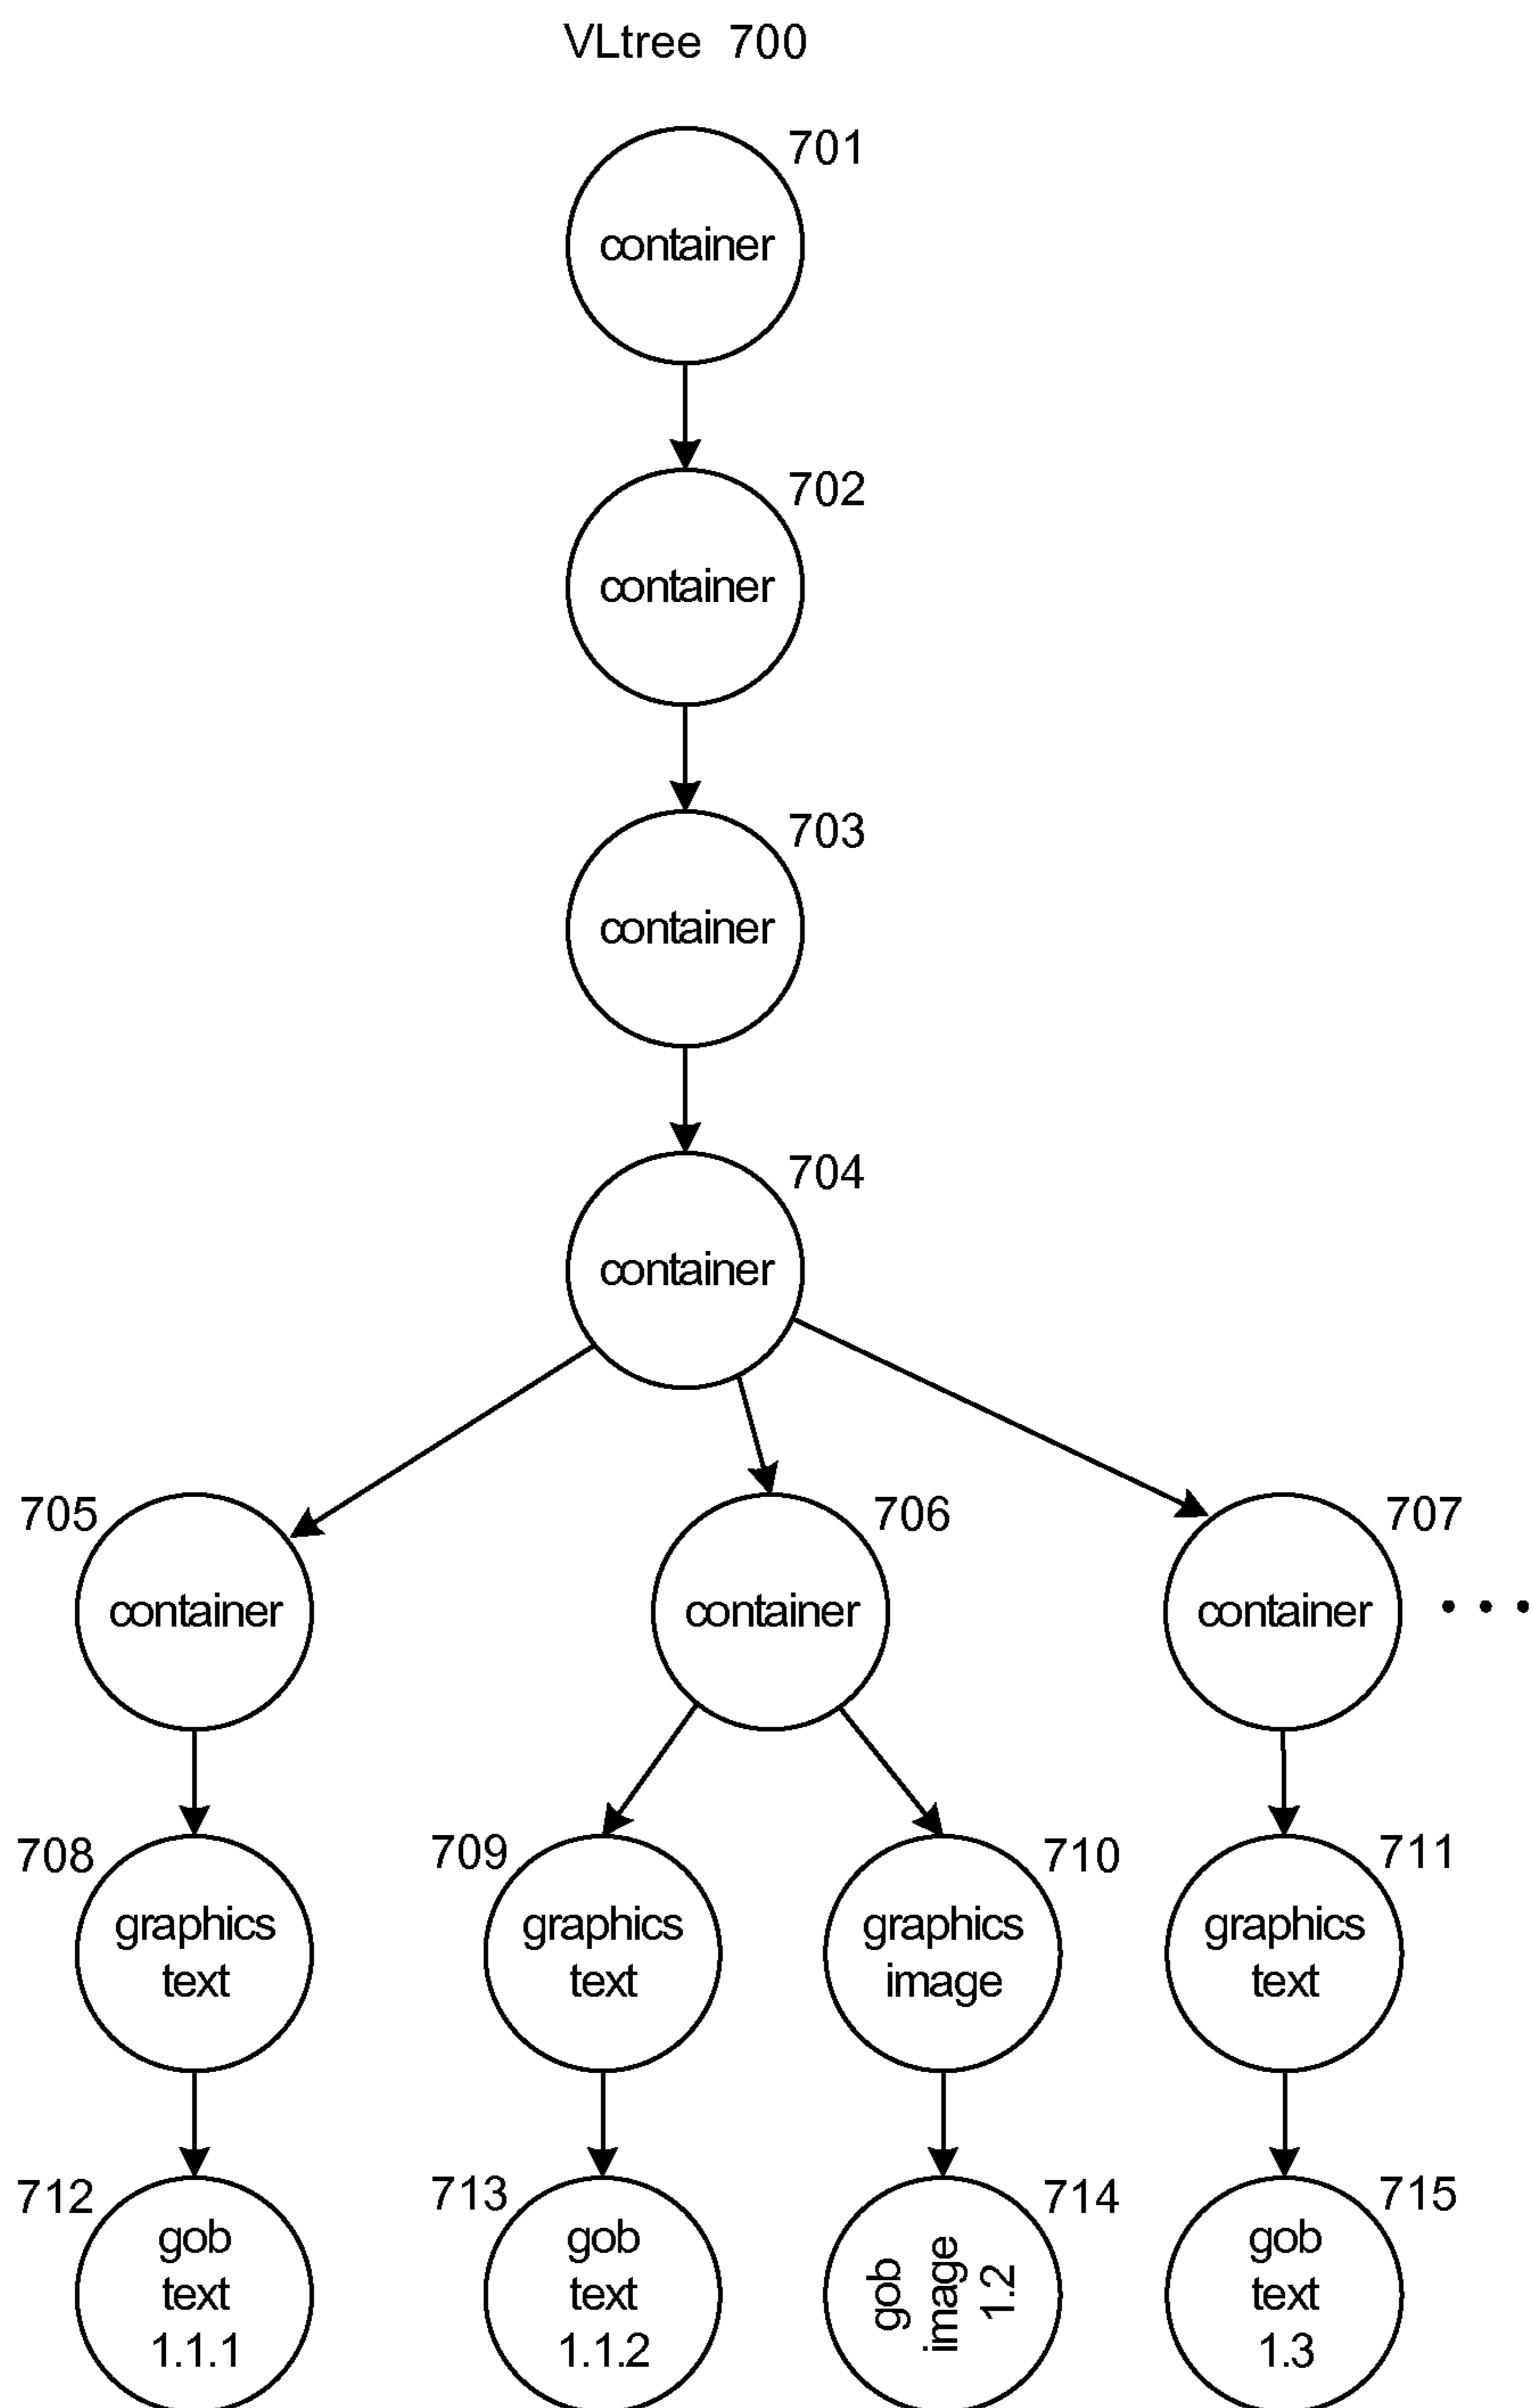 VLtree 700
701
container
702
container
703
container
704
container
705
706
707
container
container
container
. . .
708
709
710
711
graphics
text
graphics
text
graphics
image
graphics
text
712
713
714
715
gob
text
1.1.1
gob
text
1.1.2
gob
image
1.2
gob
text
1.3